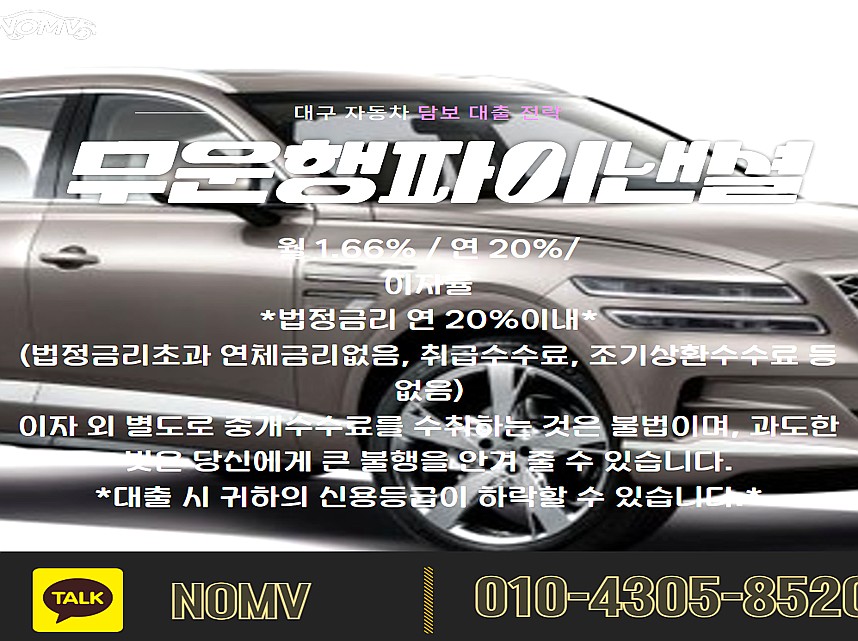 NOMV
대구 자동차 담보 대출 전략
무운행파이낸셜
월 1.66% / 연 20%/
이자율
*법정금리 연 20%이내*
(법정금리초과 연체금리없음, 취급수수료, 조기상환수수료 등
없음)
이자 외 별도로 중개수수료를 수취하는 것은 불법이며, 과도한
빚은 당신에게 큰 불행을 안겨 줄 수 있습니다.
*대출 시 귀하의 신용등급이 하락할 수 있습니다.*
TALK
NOMV
010-4305-8520